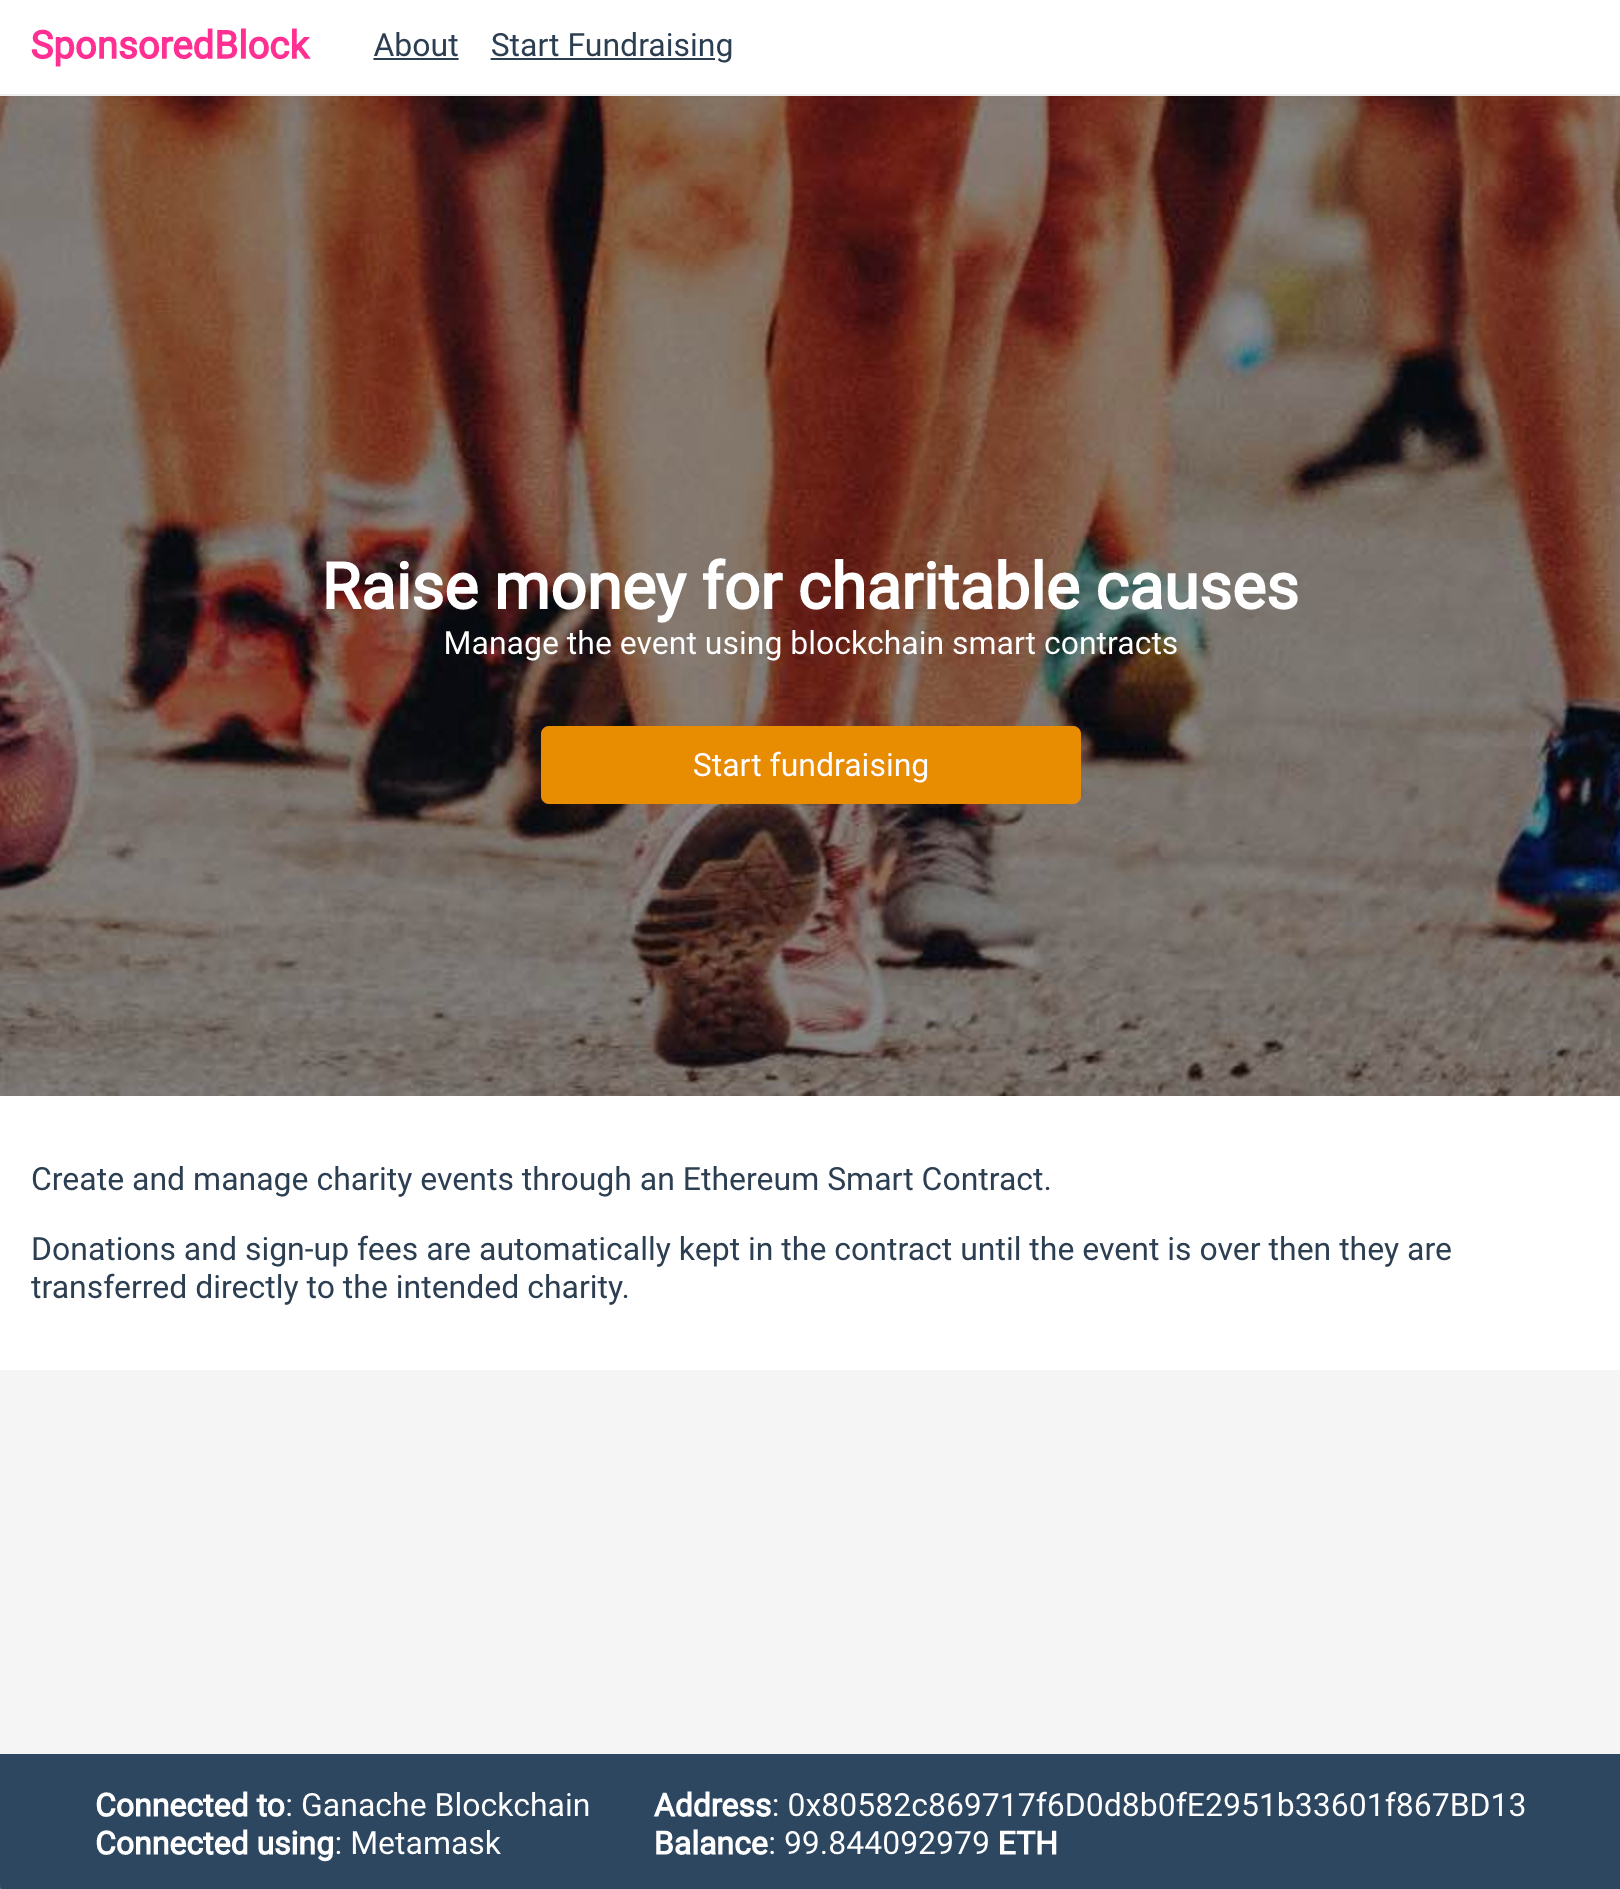 SponsoredBlock About Start Fundraising
Raise money for charitable causes
Manage the event using blockchain smart contracts
Start fundraising
Create and manage charity events through an Ethereum Smart Contract.
Donations and sign-up fees are automatically kept in the contract until the event is over then they are
transferred directly to the intended charity.
Connected to: Ganache Blockchain
Connected using: Metamask
Address: 0x80582c869717f6D0d8b0fE2951b33601f867BD13
Balance: 99.844092979 ETH